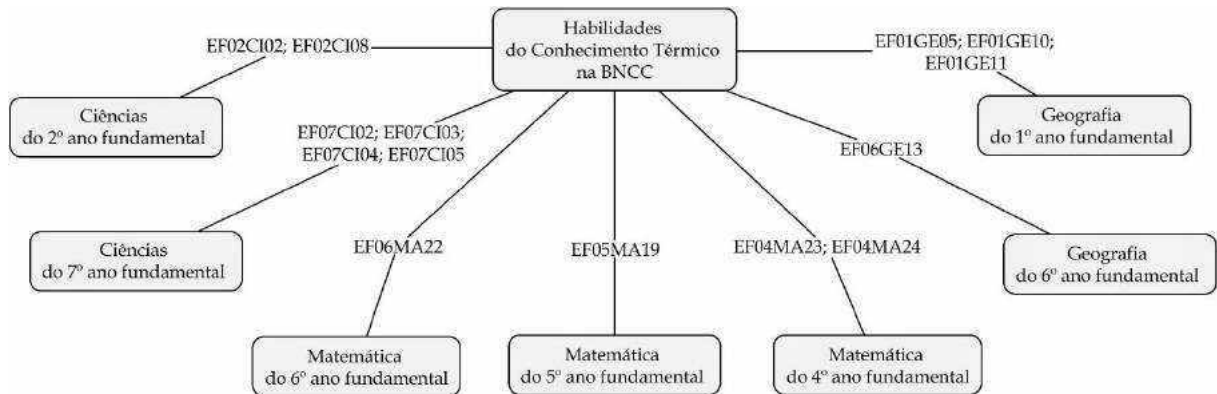 Habilidades
do Conhecimento Térmico
na BNCC
EF02CI02; EF02CI08
EF01GE05; EF01GE10;
EF01GE11
Ciências
do 2º ano fundamental
Geografia
do 1º ano fundamental
EF07CI02; EF07CI03;
EF07CI04; EF07CI05
EF06GE13
Ciências
do 7º ano fundamental
EF06MA22
EF05MA19
EF04MA23; EF04MA24
Geografia
do 6º ano fundamental
Matemática
do 6º ano fundamental
Matemática
do 5º ano fundamental
Matemática
do 4º ano fundamental